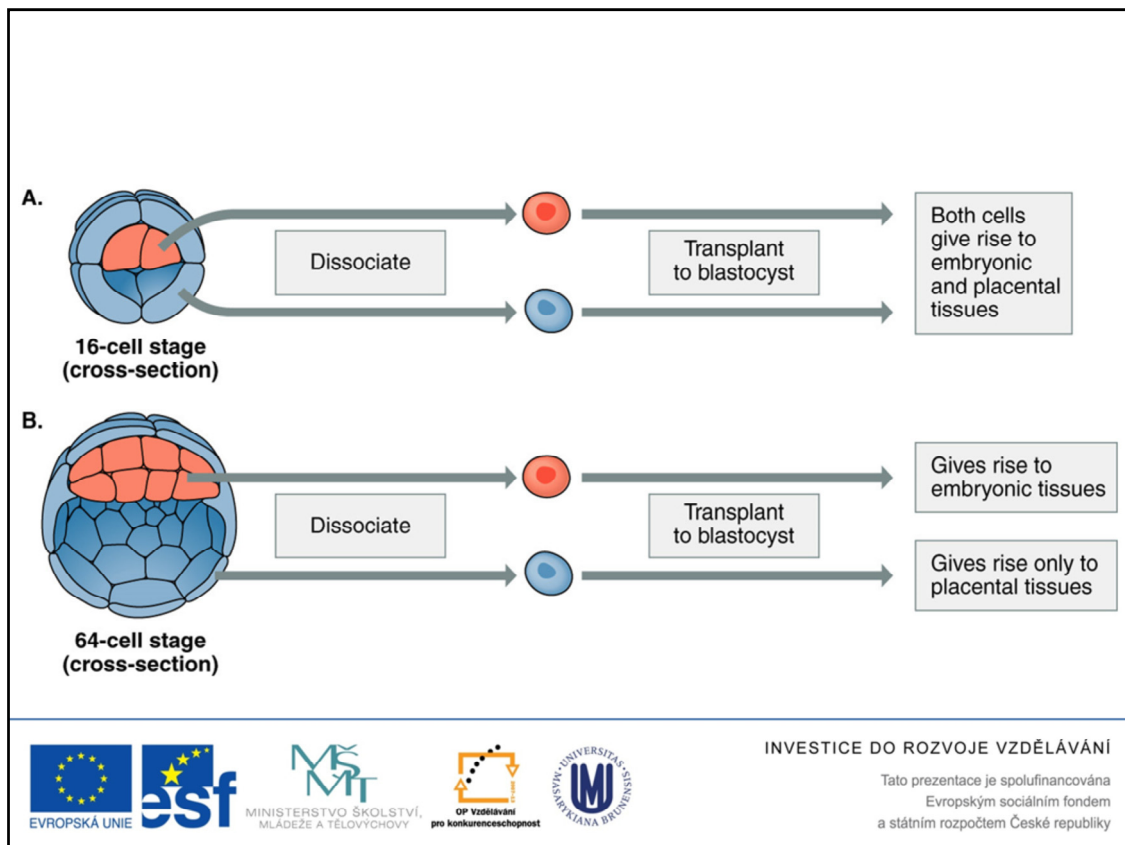 A.
Dissociate
Transplant
to blastocyst
Both cells
give rise to
embryonic
and placental
tissues
16-cell stage
(cross-section)
B.
Dissociate
Transplant
to blastocyst
Gives rise to
embryonic tissues
Gives rise only to
placental tissues
64-cell stage
(cross-section)
EVROPSKÁ UNIE
esf
MŠMT
MINISTERSTVO ŠKOLSTVÍ,
MLÁDEŽE A TĚLOVÝCHOVY
2007-13
OP Vzdělávání
pro konkurenceschopnost
UNIVERSITAS MASARYKIANA BRUNENSIS
INVESTICE DO ROZVOJE VZDĚLÁVÁNÍ
Tato prezentace je spolufinancována
Evropským sociálním fondem
a státním rozpočtem České republiky